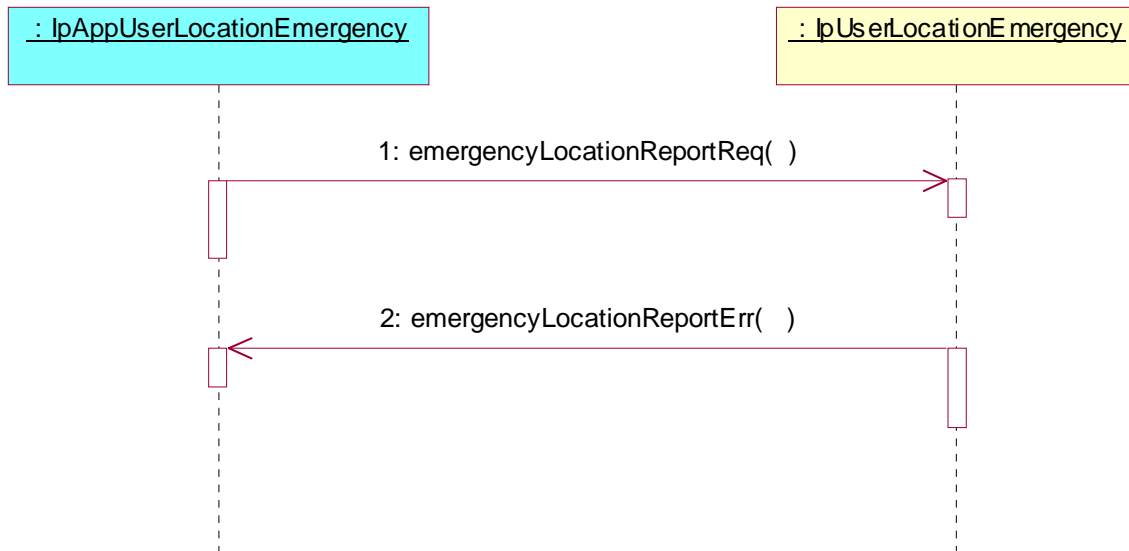 : IpAppUserLocationEmergency
: IpUserLocationEmergency
1: emergencyLocationReportReq( )
2: emergencyLocationReportErr( )